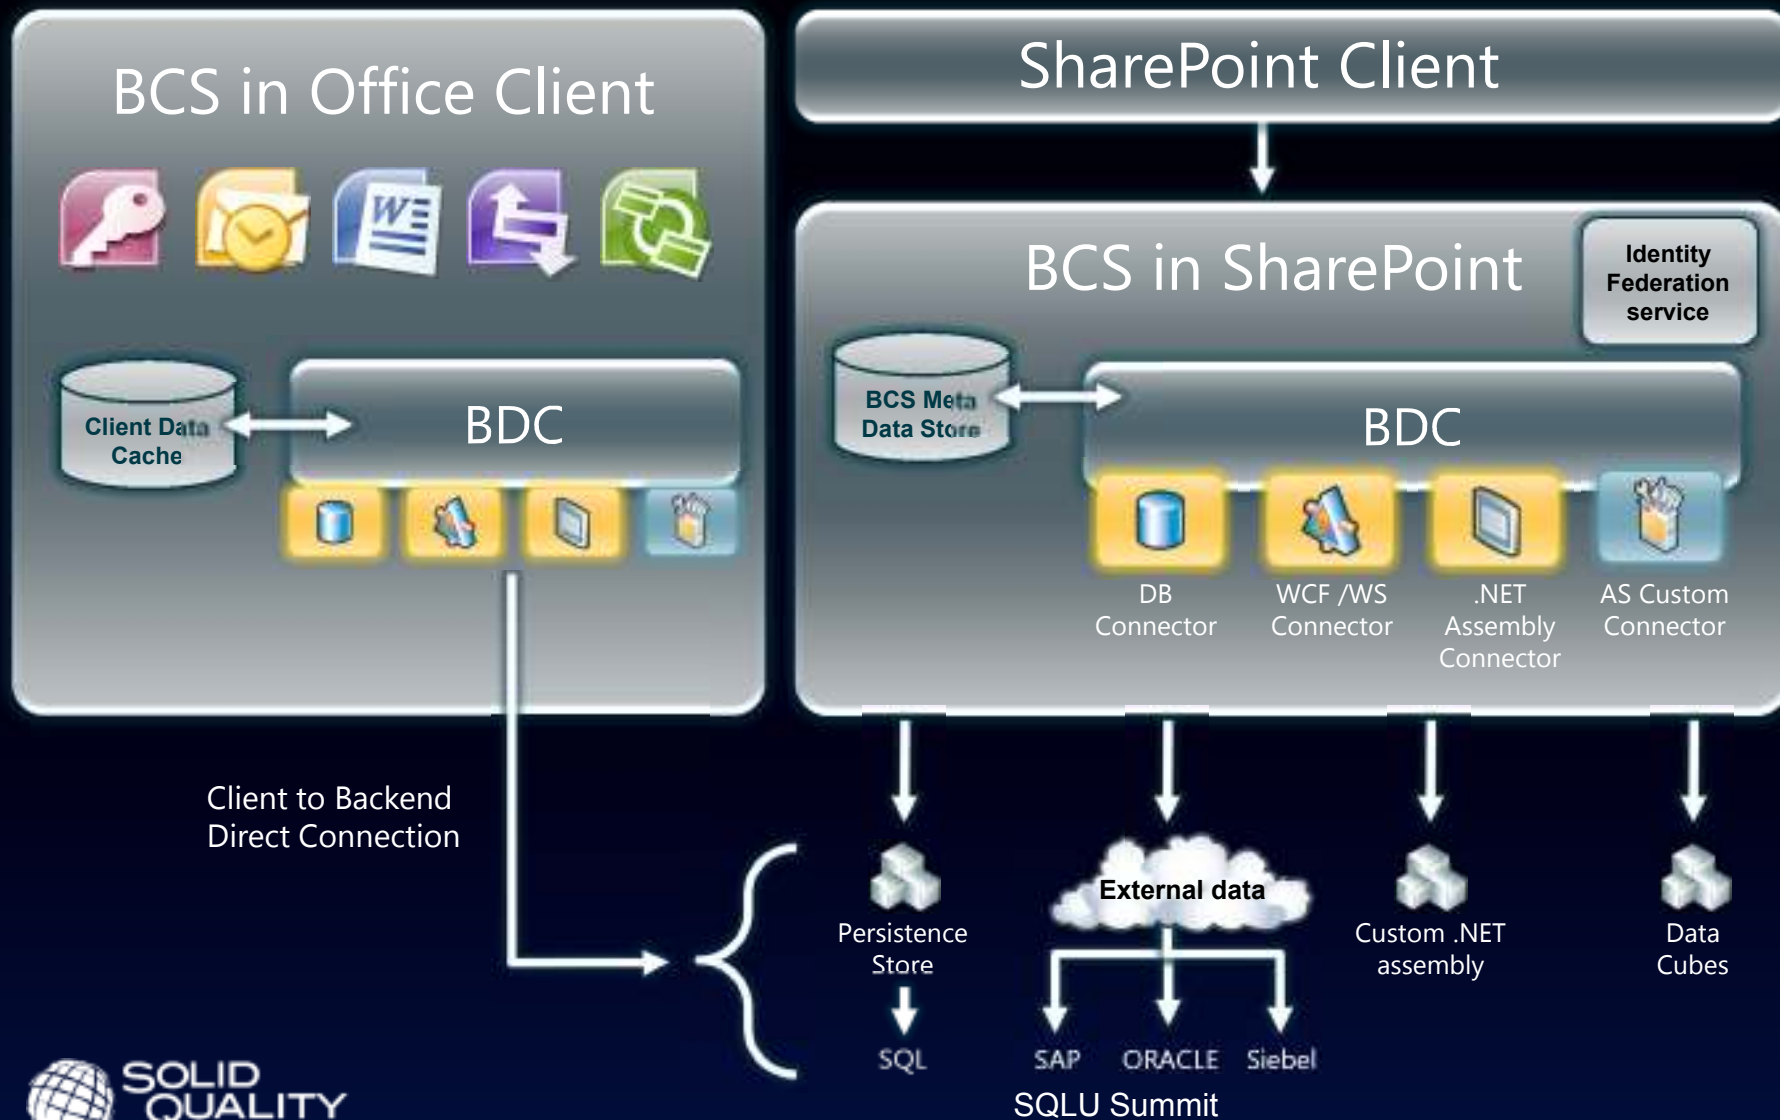 BCS in Office Client
W
Client Data
Cache
BDC
SharePoint Client
BCS in SharePoint
Identity
Federation
service
BCS Meta
Data Store
BDC
DB
Connector
WCF /WS
Connector
.NET
Assembly
Connector
AS Custom
Connector
Client to Backend
Direct Connection
Persistence
Store
SQL
External data
SAP
ORACLE
Siebel
Custom .NET
assembly
Data
Cubes
SOLID
QUALITY
SQLU Summit